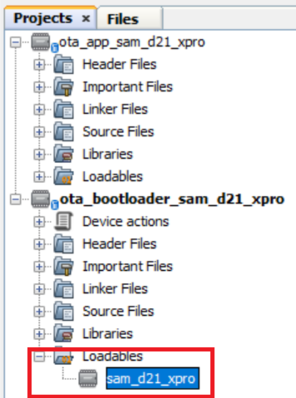 Projects × Files
ota_app_sam_d21_xpro
Header Files
Important Files
Linker Files
Source Files
Libraries
Loadables
ota_bootloader_sam_d21_xpro
Device actions
Header Files
Important Files
Linker Files
Source Files
Libraries
Loadables
sam_d21_xpro